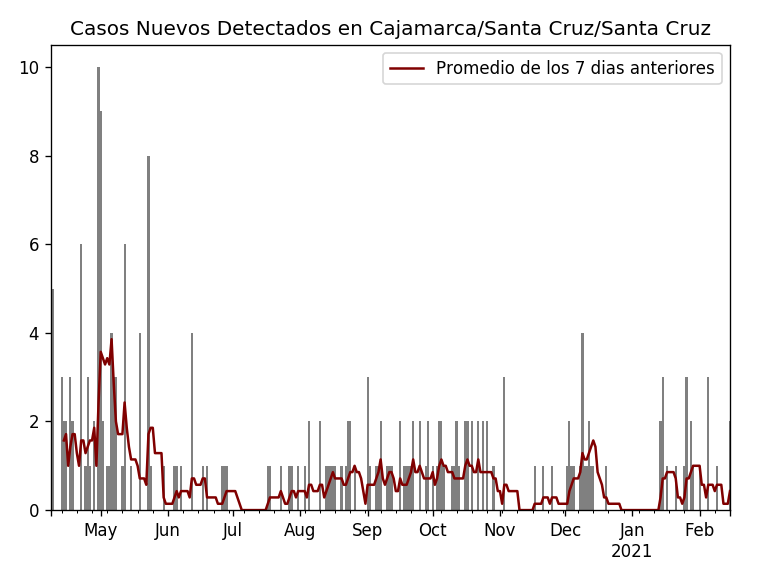 Casos Nuevos Detectados en Cajamarca/Santa Cruz/Santa Cruz
Promedio de los 7 dias anteriores
10
8
6
4
2
0
May Jun Jul Aug Sep Oct Nov Dec Jan Feb
2021